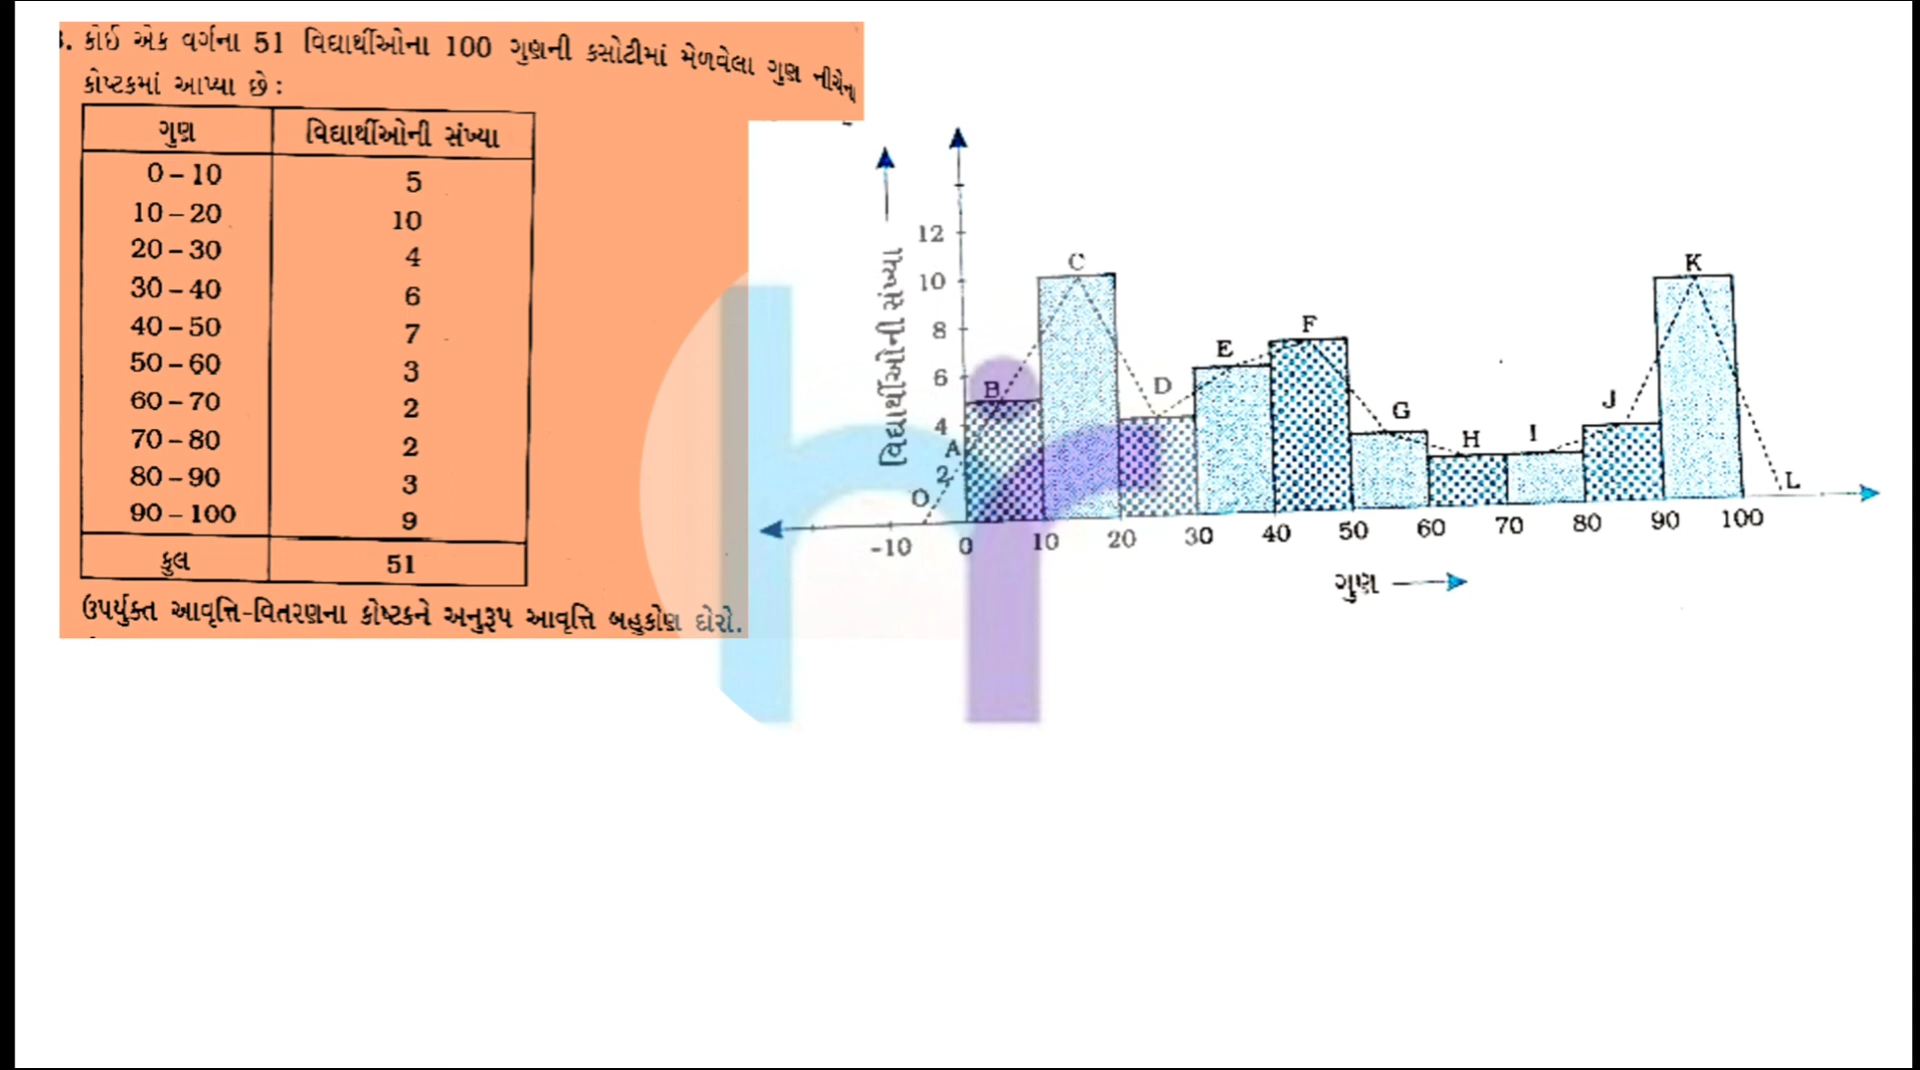 3. કોઈ એક વર્ગના 51 વિદ્યાર્થીઓના 100 ગુણની કસોટીમાં મેળવેલા ગુણ નીચેના
કોષ્ટકમાં આપ્યા છે :
ગુણ વિદ્યાર્થીઓની સંખ્યા
0 – 10 5
10 – 20 10
20 – 30 4
30 – 40 6
40 – 50 7
50 – 60 3
60 – 70 2
70 – 80 2
80 – 90 3
90 – 100 9
કુલ 51
ઉપર્યુક્ત આવૃત્તિ-વિતરણના કોષ્ટકને અનુરૂપ આવૃત્તિ બહુકોણ દોરો.
વિદ્યાર્થીઓની સંખ્યા
12
10
8
6
4
2
A B C D E F G H I J K L
O
-10 0 10 20 30 40 50 60 70 80 90 100
ગુણ